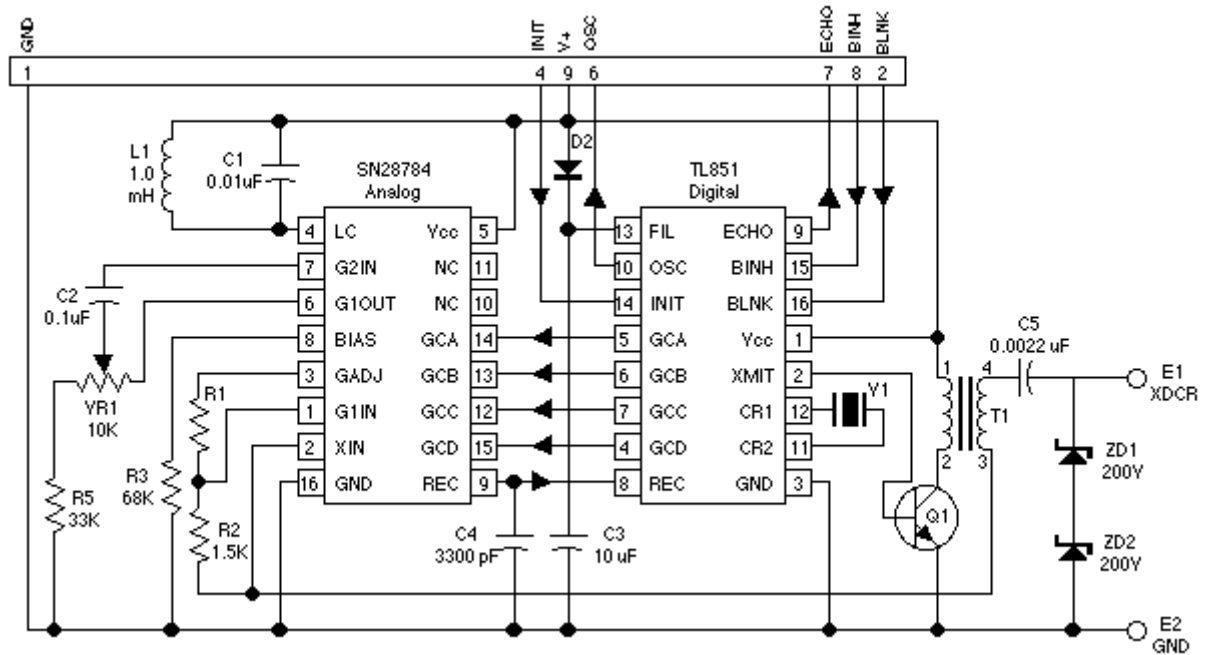 GND
INIT
V+
OSC
ECHO
BINH
BLNK
1
4
9
6
7
8
2
L1
1.0
mH
C1
0.01uF
D2
SN28784
Analog
4 LC Ycc 5
7 G2IN NC 11
6 G1OUT NC 10
8 BIAS GCA 14
3 GADJ GCB 13
1 G1IN GCC 12
2 XIN GCD 15
16 GND REC 9
TL851
Digital
13 FIL ECHO 9
10 OSC BINH 15
14 INIT BLNK 16
5 GCA Ycc 1
6 GCB XMIT 2
7 GCC CR1 12
4 GCD CR2 11
8 REC GND 3
C2
0.1uF
YR1
10K
R5
33K
R3
68K
R1
R2
1.5K
C4
3300 pF
C3
10 uF
Y1
Q1
1
4
T1
2
3
C5
0.0022 uF
E1
XDCR
ZD1
200Y
ZD2
200Y
E2
GND